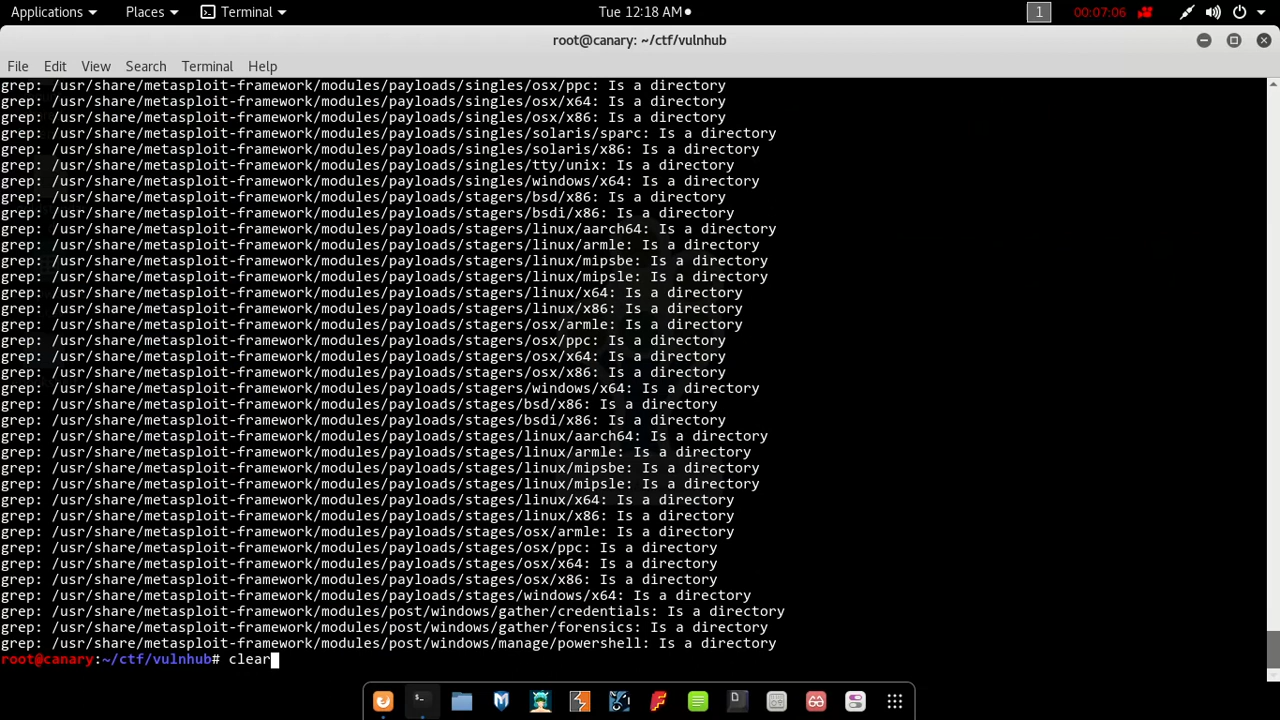 Applications Places Terminal Tue 12:18 AM 1 00:07:06
root@canary: ~/ctf/vulnhub
File Edit View Search Terminal Help
grep: /usr/share/metasploit-framework/modules/payloads/singles/osx/ppc: Is a directory
grep: /usr/share/metasploit-framework/modules/payloads/singles/osx/x64: Is a directory
grep: /usr/share/metasploit-framework/modules/payloads/singles/osx/x86: Is a directory
grep: /usr/share/metasploit-framework/modules/payloads/singles/solaris/sparc: Is a directory
grep: /usr/share/metasploit-framework/modules/payloads/singles/solaris/x86: Is a directory
grep: /usr/share/metasploit-framework/modules/payloads/singles/tty/unix: Is a directory
grep: /usr/share/metasploit-framework/modules/payloads/singles/windows/x64: Is a directory
grep: /usr/share/metasploit-framework/modules/payloads/stagers/bsd/x86: Is a directory
grep: /usr/share/metasploit-framework/modules/payloads/stagers/bsdi/x86: Is a directory
grep: /usr/share/metasploit-framework/modules/payloads/stagers/linux/aarch64: Is a directory
grep: /usr/share/metasploit-framework/modules/payloads/stagers/linux/armle: Is a directory
grep: /usr/share/metasploit-framework/modules/payloads/stagers/linux/mipsbe: Is a directory
grep: /usr/share/metasploit-framework/modules/payloads/stagers/linux/mipsle: Is a directory
grep: /usr/share/metasploit-framework/modules/payloads/stagers/linux/x64: Is a directory
grep: /usr/share/metasploit-framework/modules/payloads/stagers/linux/x86: Is a directory
grep: /usr/share/metasploit-framework/modules/payloads/stagers/osx/armle: Is a directory
grep: /usr/share/metasploit-framework/modules/payloads/stagers/osx/ppc: Is a directory
grep: /usr/share/metasploit-framework/modules/payloads/stagers/osx/x64: Is a directory
grep: /usr/share/metasploit-framework/modules/payloads/stagers/osx/x86: Is a directory
grep: /usr/share/metasploit-framework/modules/payloads/stagers/windows/x64: Is a directory
grep: /usr/share/metasploit-framework/modules/payloads/stages/bsd/x86: Is a directory
grep: /usr/share/metasploit-framework/modules/payloads/stages/bsdi/x86: Is a directory
grep: /usr/share/metasploit-framework/modules/payloads/stages/linux/aarch64: Is a directory
grep: /usr/share/metasploit-framework/modules/payloads/stages/linux/armle: Is a directory
grep: /usr/share/metasploit-framework/modules/payloads/stages/linux/mipsbe: Is a directory
grep: /usr/share/metasploit-framework/modules/payloads/stages/linux/mipsle: Is a directory
grep: /usr/share/metasploit-framework/modules/payloads/stages/linux/x64: Is a directory
grep: /usr/share/metasploit-framework/modules/payloads/stages/linux/x86: Is a directory
grep: /usr/share/metasploit-framework/modules/payloads/stages/osx/armle: Is a directory
grep: /usr/share/metasploit-framework/modules/payloads/stages/osx/ppc: Is a directory
grep: /usr/share/metasploit-framework/modules/payloads/stages/osx/x64: Is a directory
grep: /usr/share/metasploit-framework/modules/payloads/stages/osx/x86: Is a directory
grep: /usr/share/metasploit-framework/modules/payloads/stages/windows/x64: Is a directory
grep: /usr/share/metasploit-framework/modules/post/windows/gather/credentials: Is a directory
grep: /usr/share/metasploit-framework/modules/post/windows/gather/forensics: Is a directory
grep: /usr/share/metasploit-framework/modules/post/windows/manage/powershell: Is a directory
root@canary:~/ctf/vulnhub# clear